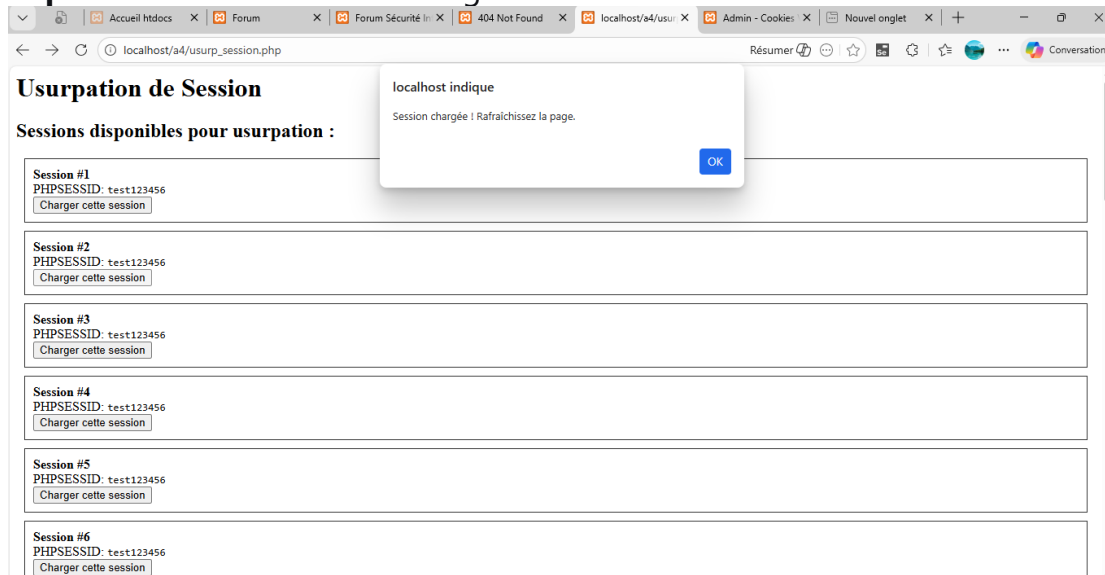 Accueil htdocs
Forum
Forum Sécurité In
404 Not Found
localhost/a4/usur
Admin - Cookies
Nouvel onglet
localhost/a4/usurp_session.php
Résumer
Conversation
Usurpation de Session
localhost indique
Session chargée ! Rafraîchissez la page.
OK
Sessions disponibles pour usurpation :
Session #1
PHPSESSID: test123456
Charger cette session
Session #2
PHPSESSID: test123456
Charger cette session
Session #3
PHPSESSID: test123456
Charger cette session
Session #4
PHPSESSID: test123456
Charger cette session
Session #5
PHPSESSID: test123456
Charger cette session
Session #6
PHPSESSID: test123456
Charger cette session